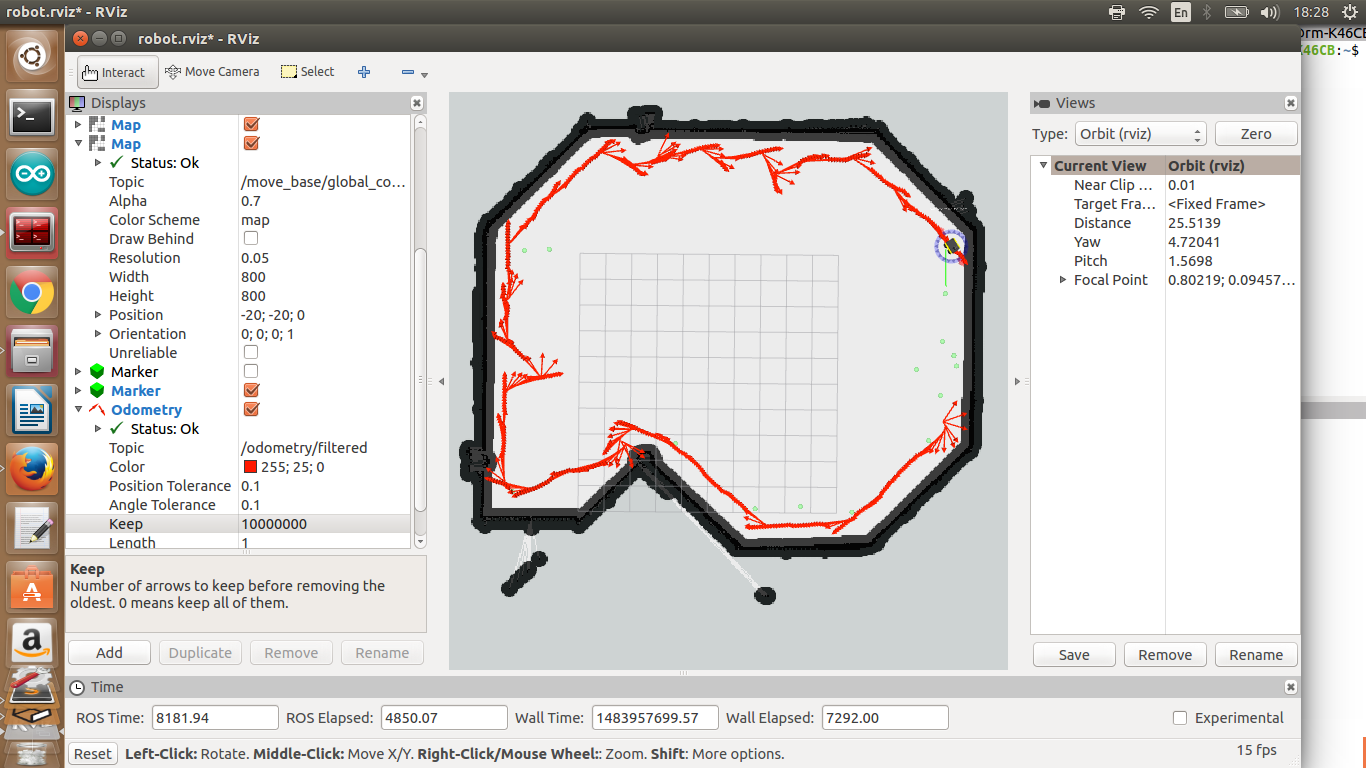 robot.rviz* - RViz
En
18:28
robot.rviz* - RViz
orm-K46CB
46CB:~$
Interact
Move Camera
Select
Displays
Map
Map
Status: Ok
Topic /move_base/global_co...
Alpha 0.7
Color Scheme map
Draw Behind
Resolution 0.05
Width 800
Height 800
Position -20; -20; 0
Orientation 0; 0; 0; 1
Unreliable
Marker
Marker
Odometry
Status: Ok
Topic /odometry/filtered
Color 255; 25; 0
Position Tolerance 0.1
Angle Tolerance 0.1
Keep 10000000
Length 1
Keep
Number of arrows to keep before removing the
oldest. 0 means keep all of them.
Add Duplicate Remove Rename
Views
Type: Orbit (rviz) Zero
Current View Orbit (rviz)
Near Clip ... 0.01
Target Fra... <Fixed Frame>
Distance 25.5139
Yaw 4.72041
Pitch 1.5698
Focal Point 0.80219; 0.09457...
Save Remove Rename
Time
ROS Time: 8181.94 ROS Elapsed: 4850.07 Wall Time: 1483957699.57 Wall Elapsed: 7292.00 Experimental
Reset Left-Click: Rotate. Middle-Click: Move X/Y. Right-Click/Mouse Wheel:: Zoom. Shift: More options. 15 fps